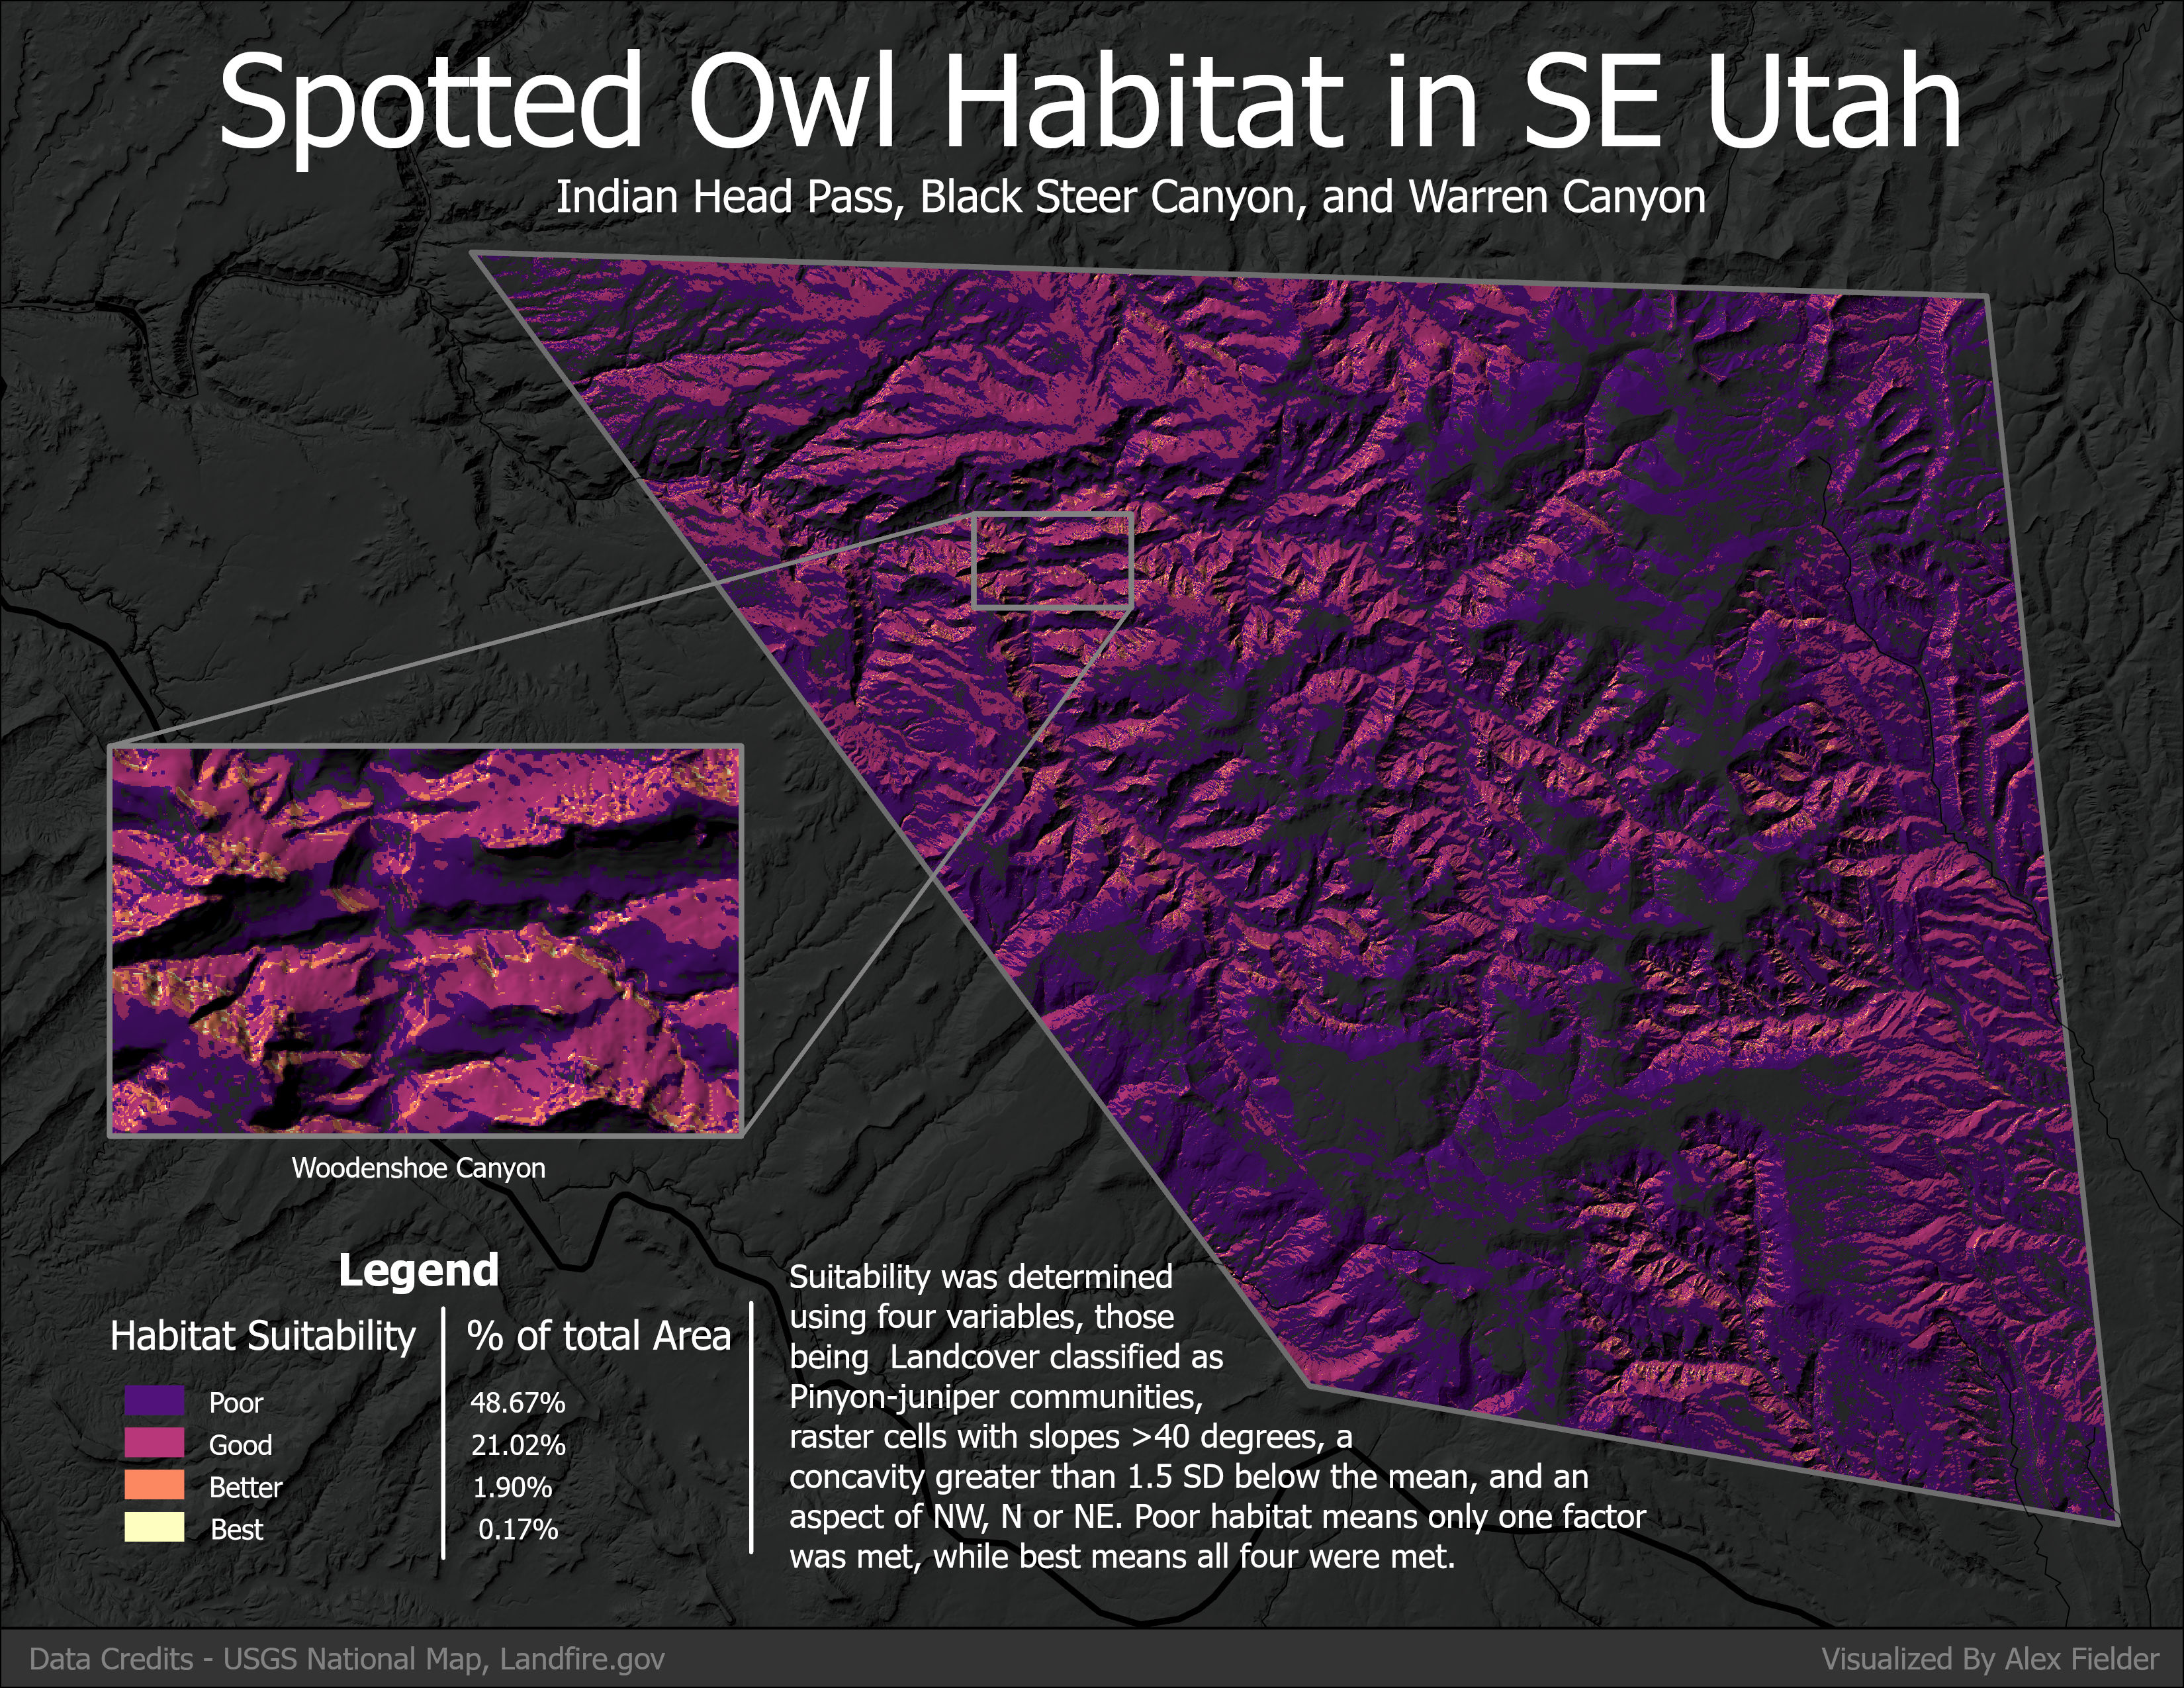 Spotted Owl Habitat in SE Utah
Indian Head Pass, Black Steer Canyon, and Warren Canyon
Woodenshoe Canyon
Legend
Habitat Suitability % of total Area
Poor 48.67%
Good 21.02%
Better 1.90%
Best 0.17%
Suitability was determined
using four variables, those
being  Landcover classified as
Pinyon-juniper communities,
raster cells with slopes >40 degrees, a
concavity greater than 1.5 SD below the mean, and an
aspect of NW, N or NE. Poor habitat means only one factor
was met, while best means all four were met.
Data Credits - USGS National Map, Landfire.gov
Visualized By Alex Fielder